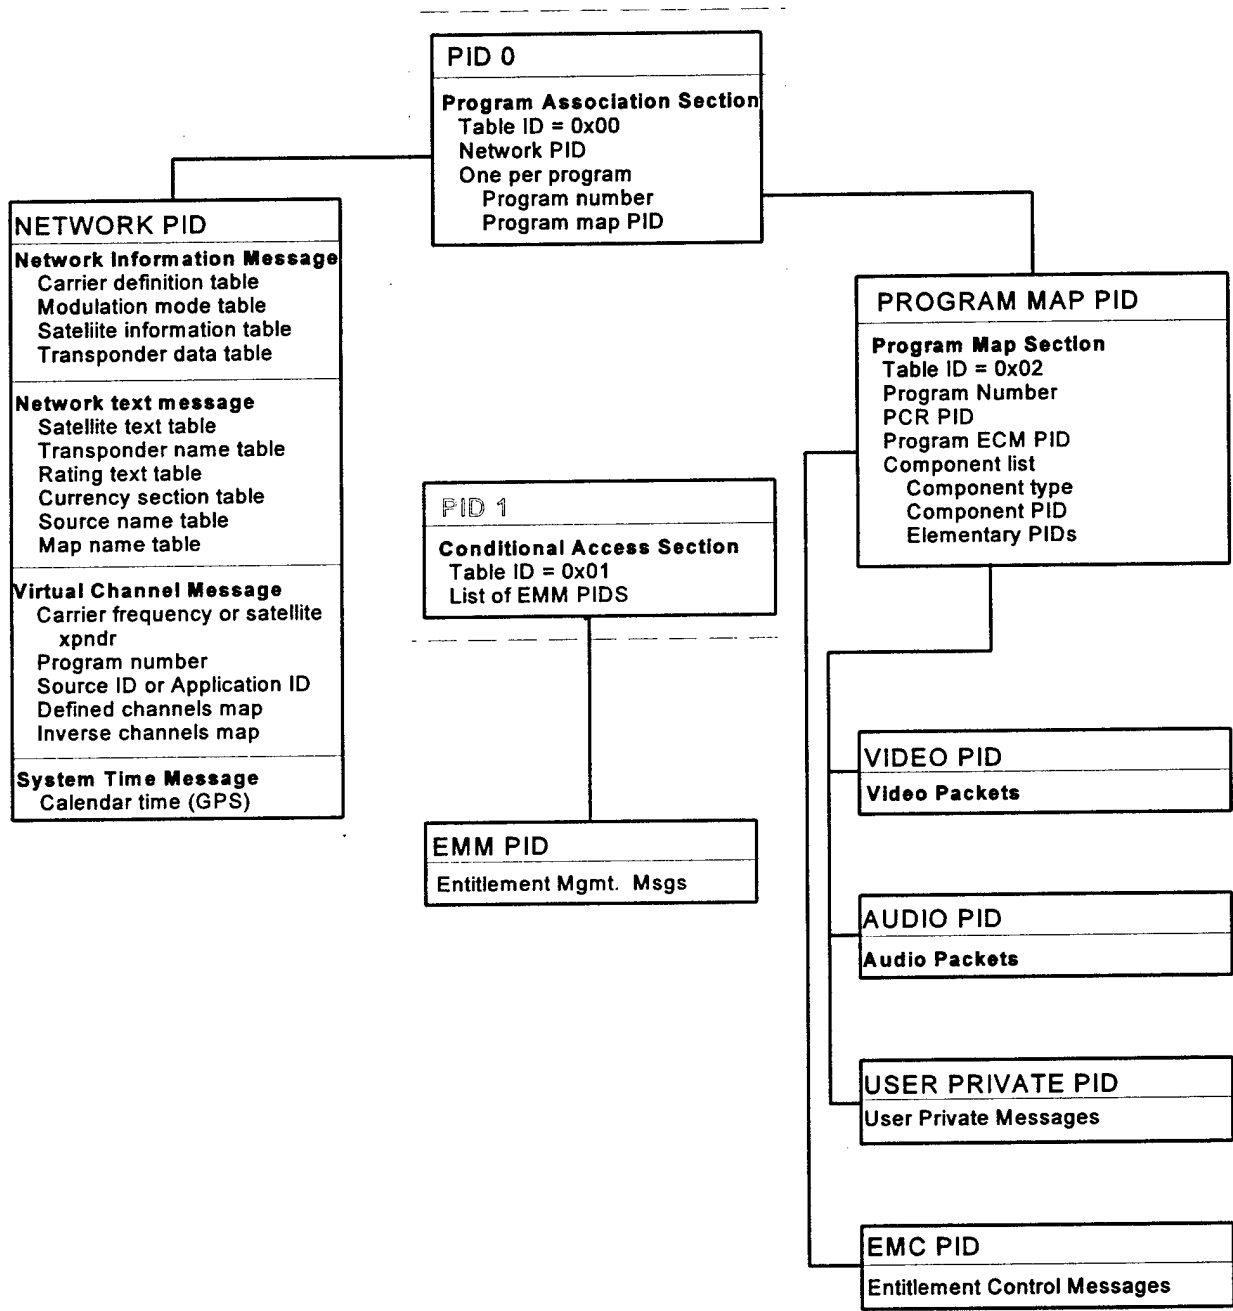 PID 0
Program Association Section
Table ID = 0x00
Network PID
One per program
Program number
Program map PID
NETWORK PID
Network Information Message
Carrier definition table
Modulation mode table
Satellite information table
Transponder data table
Network text message
Satellite text table
Transponder name table
Rating text table
Currency section table
Source name table
Map name table
Virtual Channel Message
Carrier frequency or satellite
xpndr
Program number
Source ID or Application ID
Defined channels map
Inverse channels map
System Time Message
Calendar time (GPS)
PID 1
Conditional Access Section
Table ID = 0x01
List of EMM PIDS
EMM PID
Entitlement Mgmt. Msgs
PROGRAM MAP PID
Program Map Section
Table ID = 0x02
Program Number
PCR PID
Program ECM PID
Component list
Component type
Component PID
Elementary PIDs
VIDEO PID
Video Packets
AUDIO PID
Audio Packets
USER PRIVATE PID
User Private Messages
EMC PID
Entitlement Control Messages